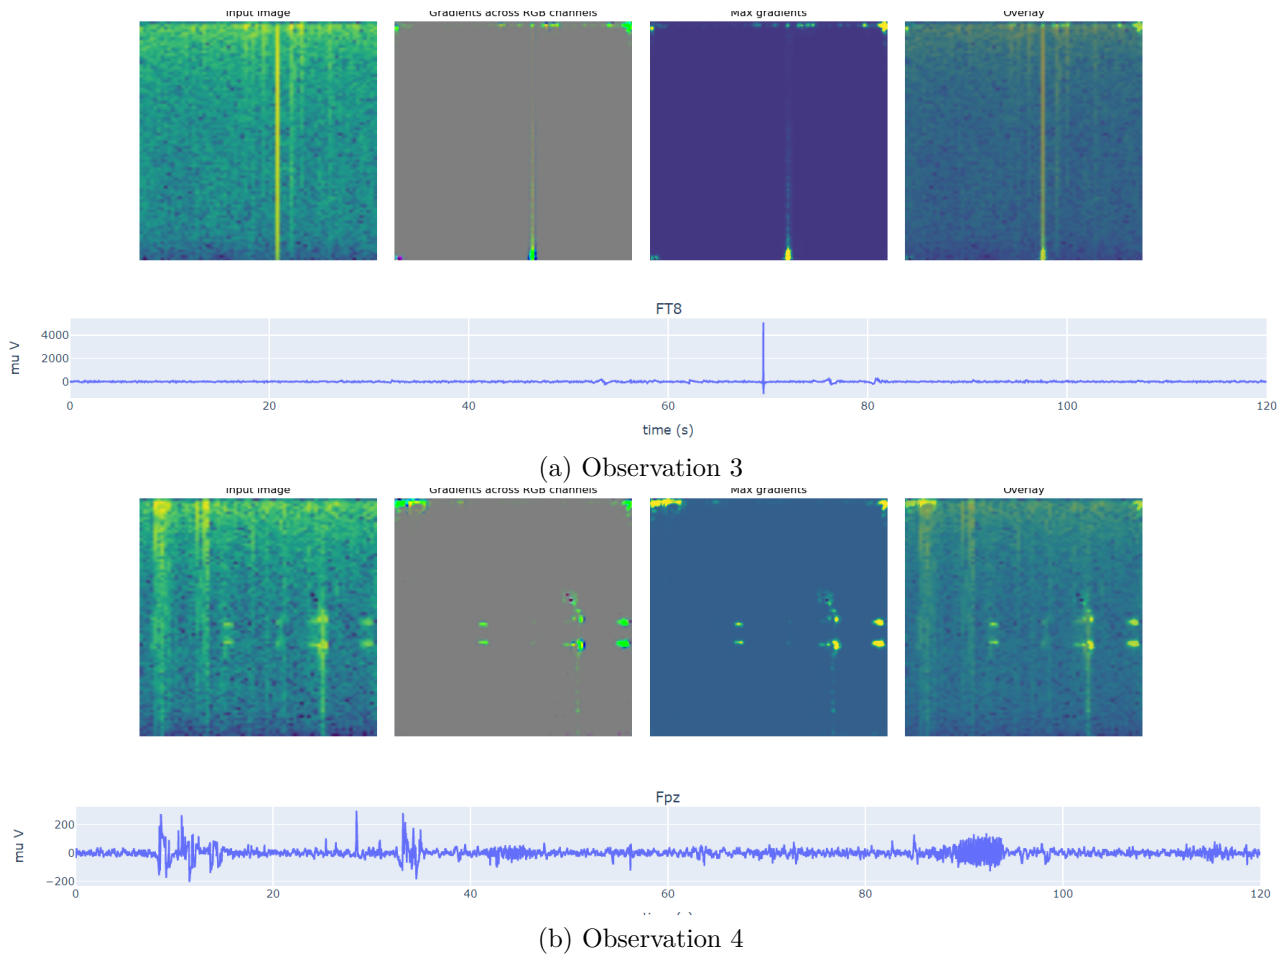 Input image Gradients across RGB channels Max gradients Overlay
FT8
mu V
4000
2000
0
0 20 40 60 80 100 120
time (s)
(a) Observation 3
Input image Gradients across RGB channels Max gradients Overlay
Fpz
mu V
200
0
−200
0 20 40 60 80 100 120
(b) Observation 4